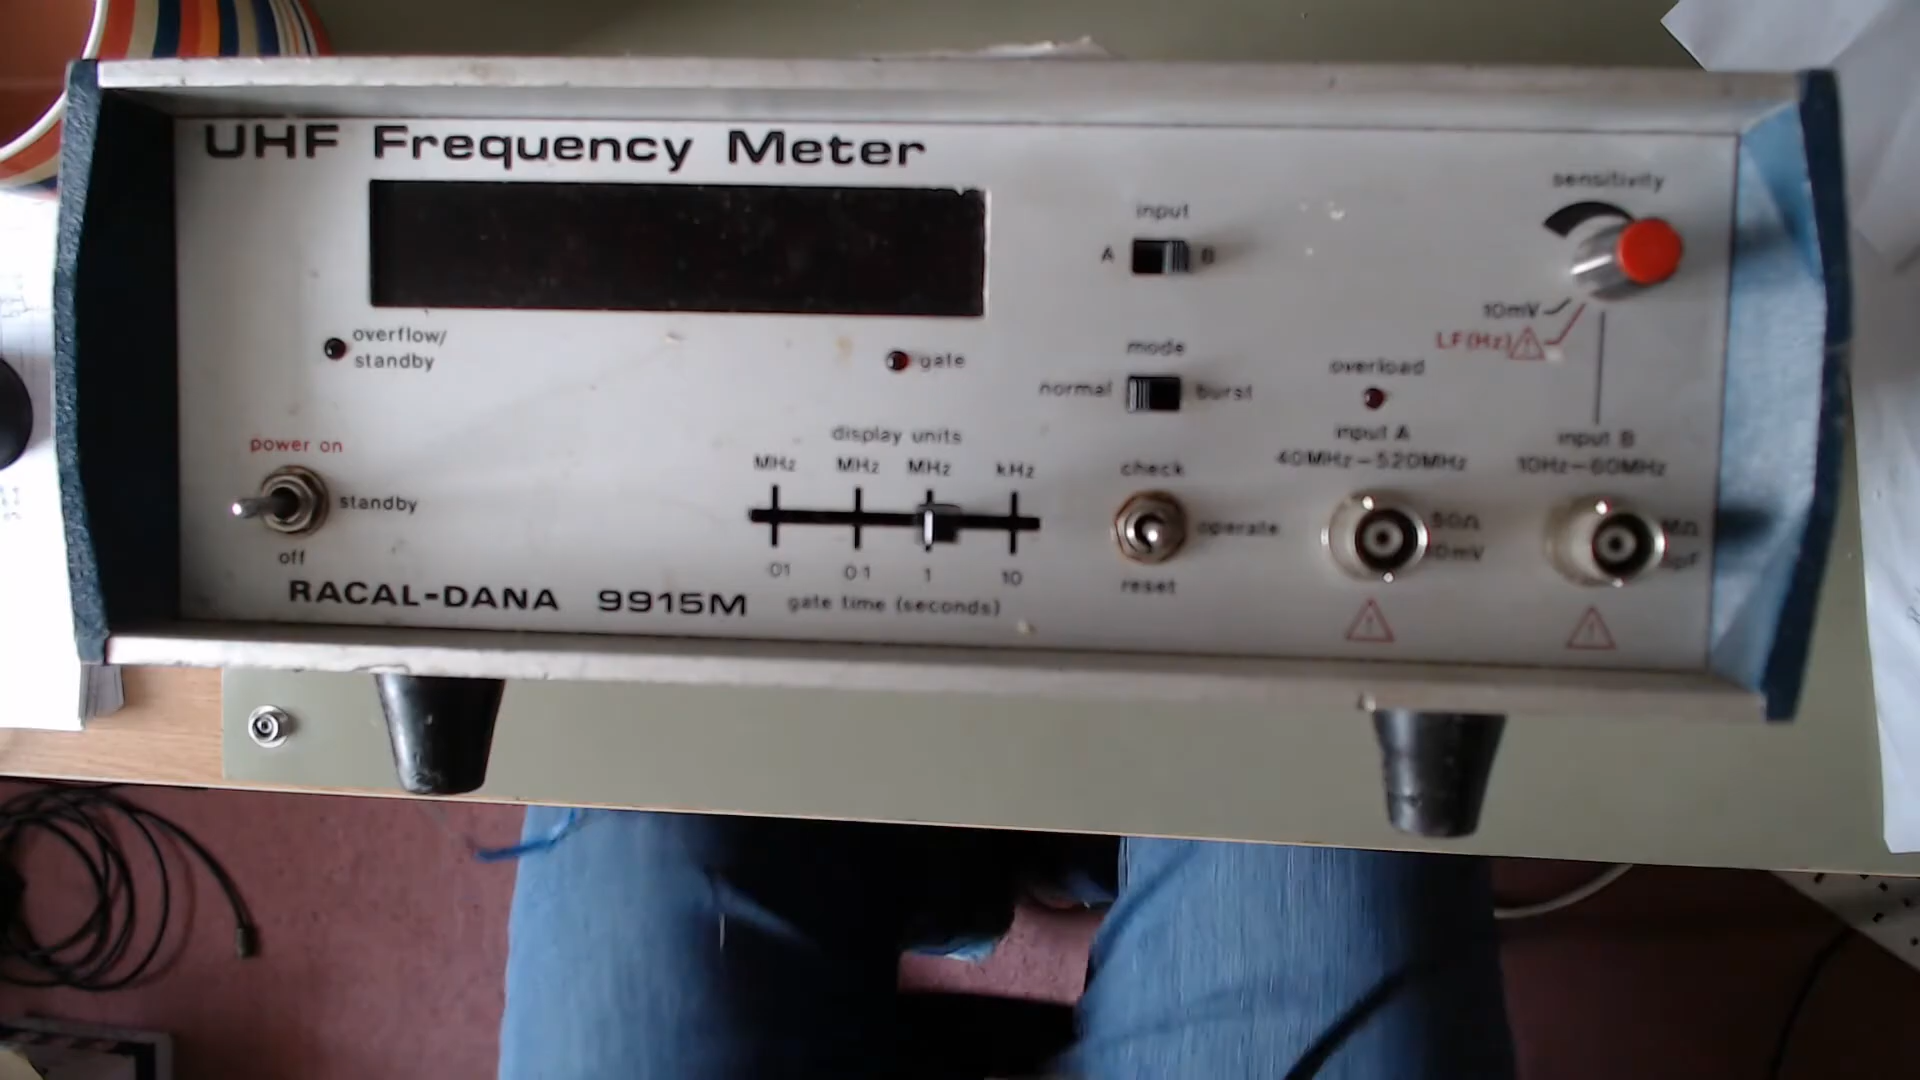 UHF Frequency Meter
sensitivity
input
A B
10mV
LF(Hz)
overflow/
standby
gate
mode
normal burst
overload
power on
standby
off
display units
MHz MHz MHz kHz
.01 0.1 1 10
gate time (seconds)
check
operate
reset
input A
40MHz-520MHz
50Ω
10mV
input B
10Hz-60MHz
RACAL-DANA 9915M